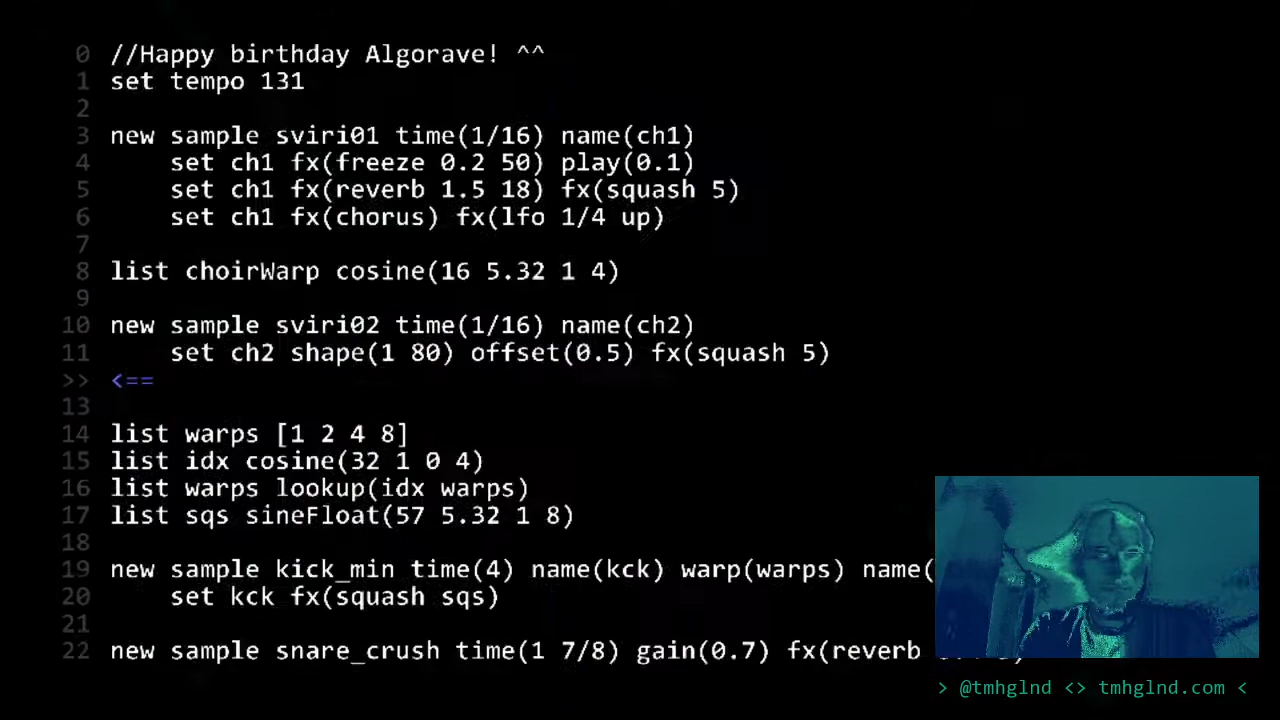 0 //Happy birthday Algorave! ^^
1 set tempo 131
2
3 new sample sviri01 time(1/16) name(ch1)
4 set ch1 fx(freeze 0.2 50) play(0.1)
5 set ch1 fx(reverb 1.5 18) fx(squash 5)
6 set ch1 fx(chorus) fx(lfo 1/4 up)
7
8 list choirWarp cosine(16 5.32 1 4)
9
10 new sample sviri02 time(1/16) name(ch2)
11 set ch2 shape(1 80) offset(0.5) fx(squash 5)
>> <==
13
14 list warps [1 2 4 8]
15 list idx cosine(32 1 0 4)
16 list warps lookup(idx warps)
17 list sqs sineFloat(57 5.32 1 8)
18
19 new sample kick_min time(4) name(kck) warp(warps) name(
20 set kck fx(squash sqs)
21
22 new sample snare_crush time(1 7/8) gain(0.7) fx(reverb
> @tmhglnd <> tmhglnd.com <